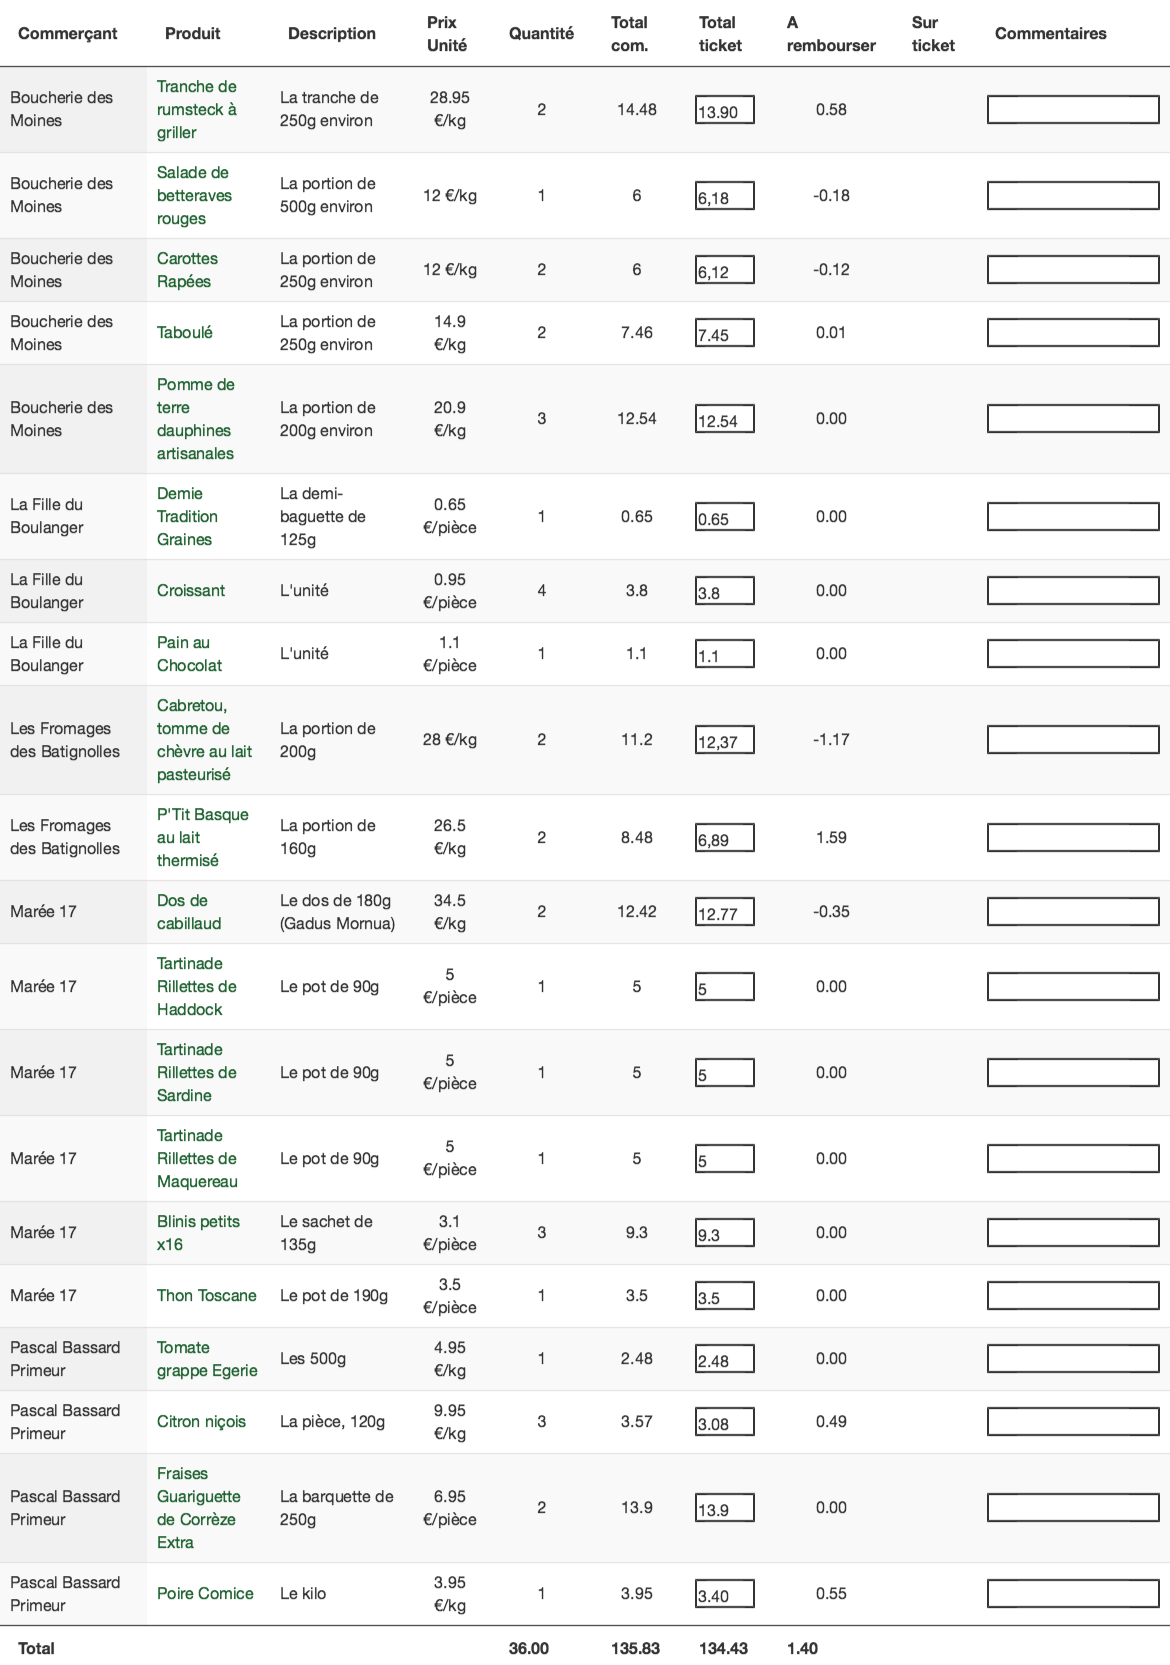 Commerçant Produit Description Prix Unité Quantité Total com. Total ticket A rembourser Sur ticket Commentaires
Boucherie des Moines Tranche de rumsteck à griller La tranche de 250g environ 28.95 €/kg 2 14.48 13.90 0.58
Boucherie des Moines Salade de betteraves rouges La portion de 500g environ 12 €/kg 1 6 6,18 -0.18
Boucherie des Moines Carottes Rapées La portion de 250g environ 12 €/kg 2 6 6,12 -0.12
Boucherie des Moines Taboulé La portion de 250g environ 14.9 €/kg 2 7.46 7.45 0.01
Boucherie des Moines Pomme de terre dauphines artisanales La portion de 200g environ 20.9 €/kg 3 12.54 12.54 0.00
La Fille du Boulanger Demie Tradition Graines La demi-baguette de 125g 0.65 €/pièce 1 0.65 0.65 0.00
La Fille du Boulanger Croissant L'unité 0.95 €/pièce 4 3.8 3.8 0.00
La Fille du Boulanger Pain au Chocolat L'unité 1.1 €/pièce 1 1.1 1.1 0.00
Les Fromages des Batignolles Cabretou, tomme de chèvre au lait pasteurisé La portion de 200g 28 €/kg 2 11.2 12,37 -1.17
Les Fromages des Batignolles P'Tit Basque au lait thermisé La portion de 160g 26.5 €/kg 2 8.48 6,89 1.59
Marée 17 Dos de cabillaud Le dos de 180g (Gadus Mornua) 34.5 €/kg 2 12.42 12.77 -0.35
Marée 17 Tartinade Rillettes de Haddock Le pot de 90g 5 €/pièce 1 5 5 0.00
Marée 17 Tartinade Rillettes de Sardine Le pot de 90g 5 €/pièce 1 5 5 0.00
Marée 17 Tartinade Rillettes de Maquereau Le pot de 90g 5 €/pièce 1 5 5 0.00
Marée 17 Blinis petits x16 Le sachet de 135g 3.1 €/pièce 3 9.3 9.3 0.00
Marée 17 Thon Toscane Le pot de 190g 3.5 €/pièce 1 3.5 3.5 0.00
Pascal Bassard Primeur Tomate grappe Egerie Les 500g 4.95 €/kg 1 2.48 2.48 0.00
Pascal Bassard Primeur Citron niçois La pièce, 120g 9.95 €/kg 3 3.57 3.08 0.49
Pascal Bassard Primeur Fraises Guariguette de Corrèze Extra La barquette de 250g 6.95 €/pièce 2 13.9 13.9 0.00
Pascal Bassard Primeur Poire Comice Le kilo 3.95 €/kg 1 3.95 3.40 0.55
Total 36.00 135.83 134.43 1.40